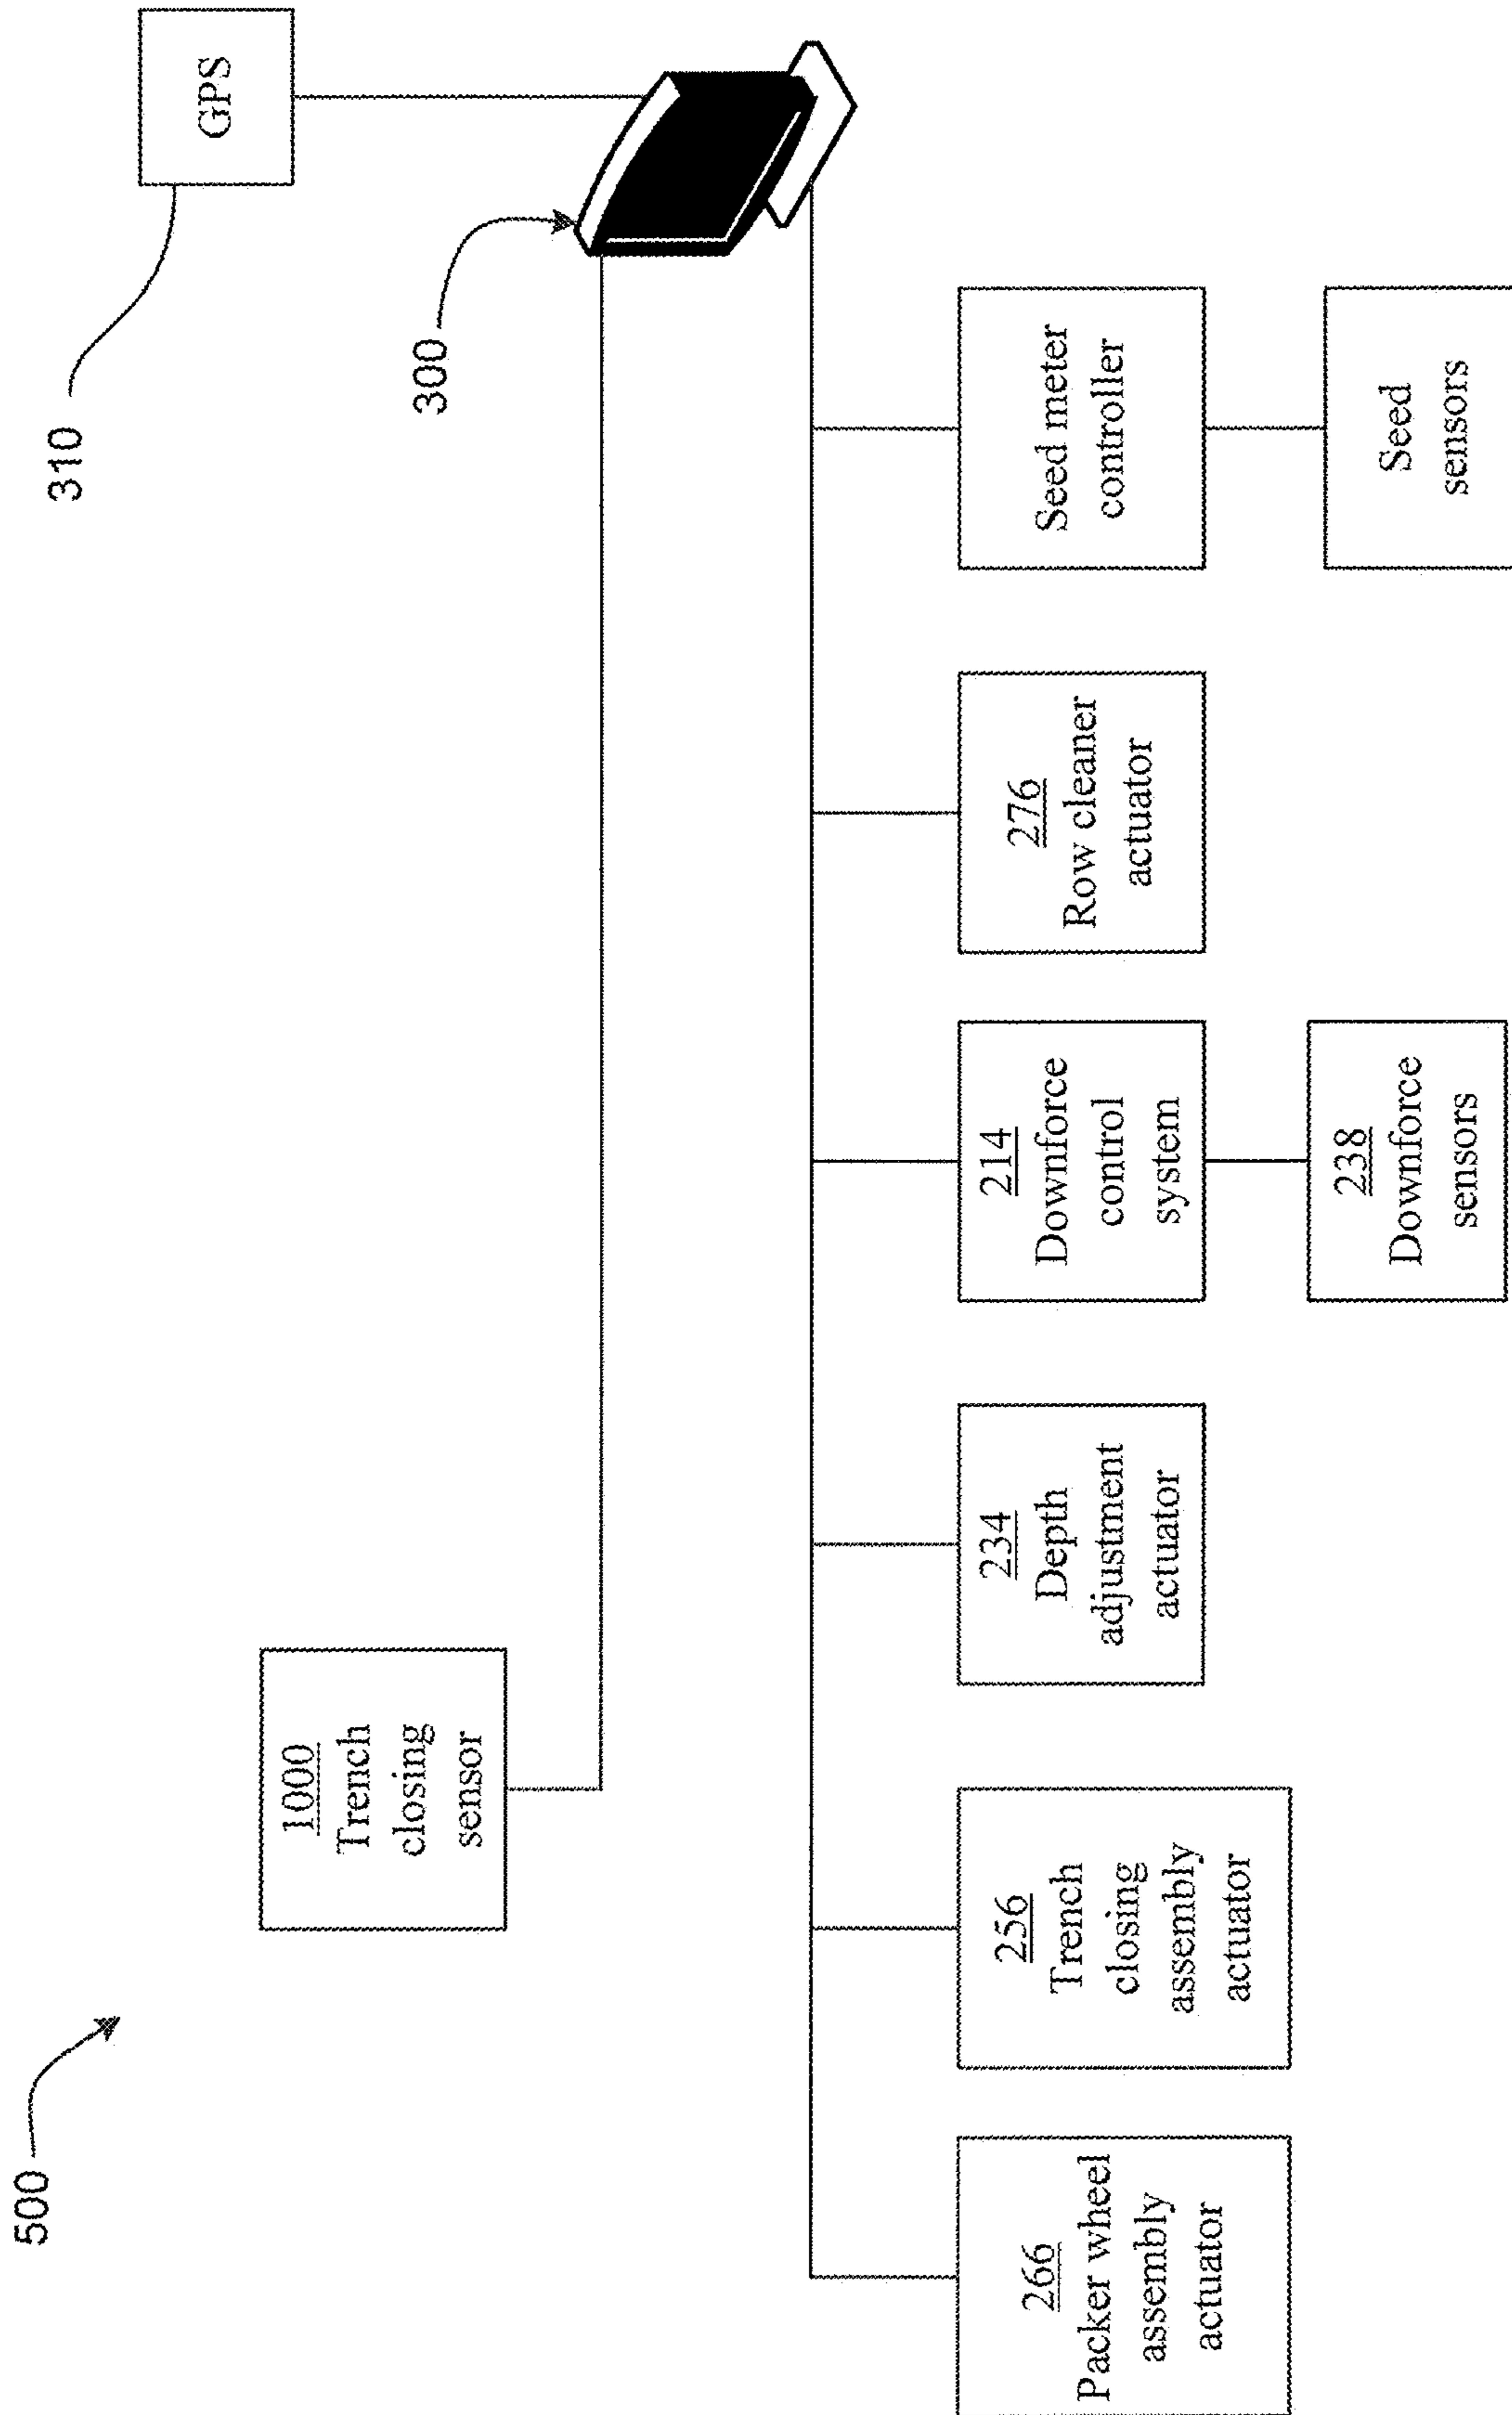 500
1000
Trench
closing
sensor
310
GPS
300
266
Packer wheel
assembly
actuator
256
Trench
closing
assembly
actuator
234
Depth
adjustment
actuator
214
Downforce
control
system
238
Downforce
sensors
276
Row cleaner
actuator
Seed meter
controller
Seed
sensors